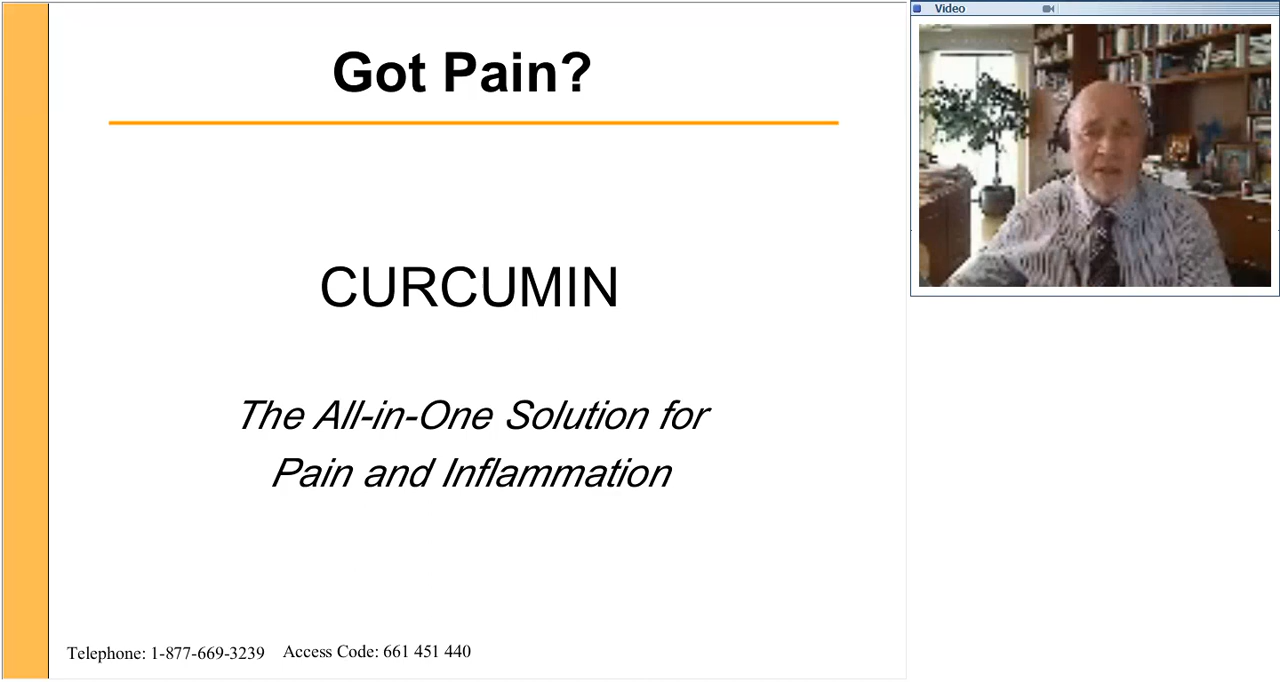 Got Pain?
CURCUMIN
The All-in-One Solution for
Pain and Inflammation
Telephone: 1-877-669-3239 Access Code: 661 451 440
Video